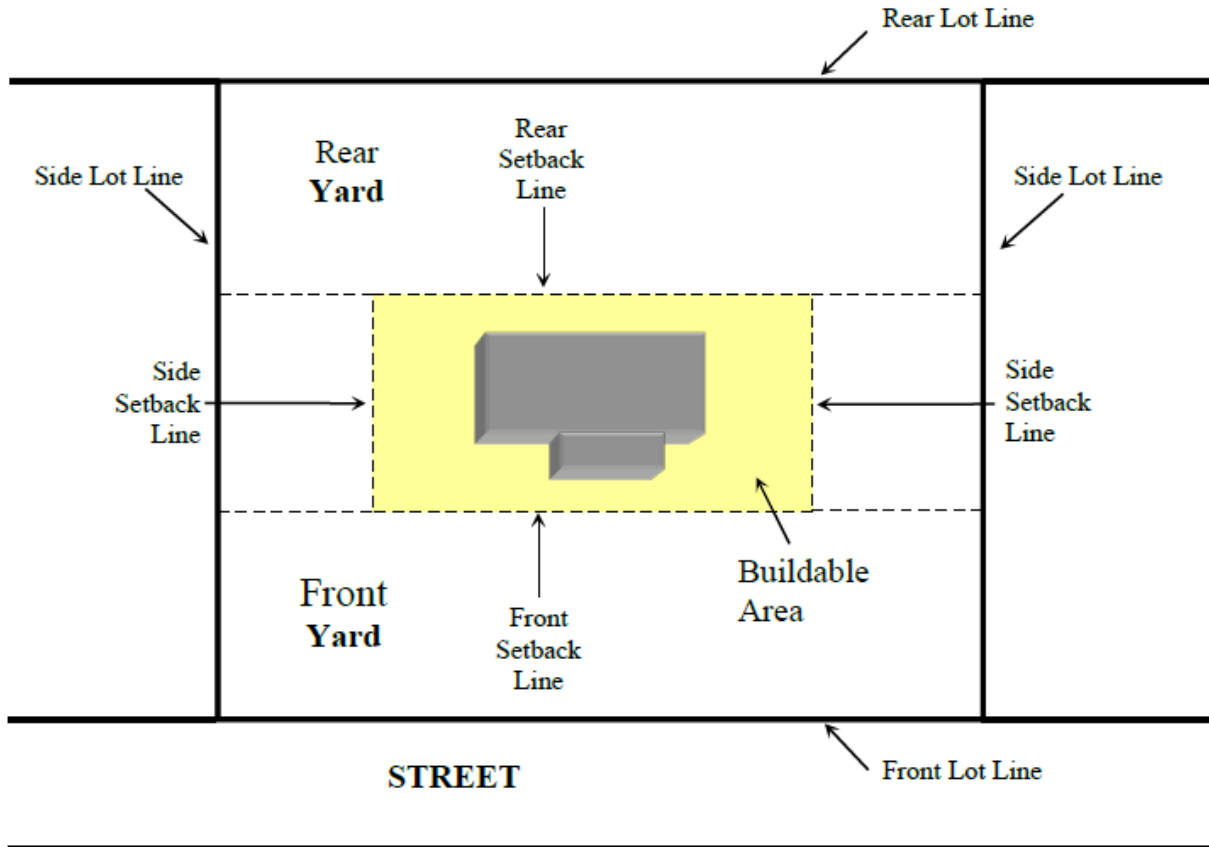 Rear Lot Line
Rear
Yard
Rear
Setback
Line
Side Lot Line
Side Lot Line
Side
Setback
Line
Side
Setback
Line
Buildable
Area
Front
Yard
Front
Setback
Line
Front Lot Line
STREET